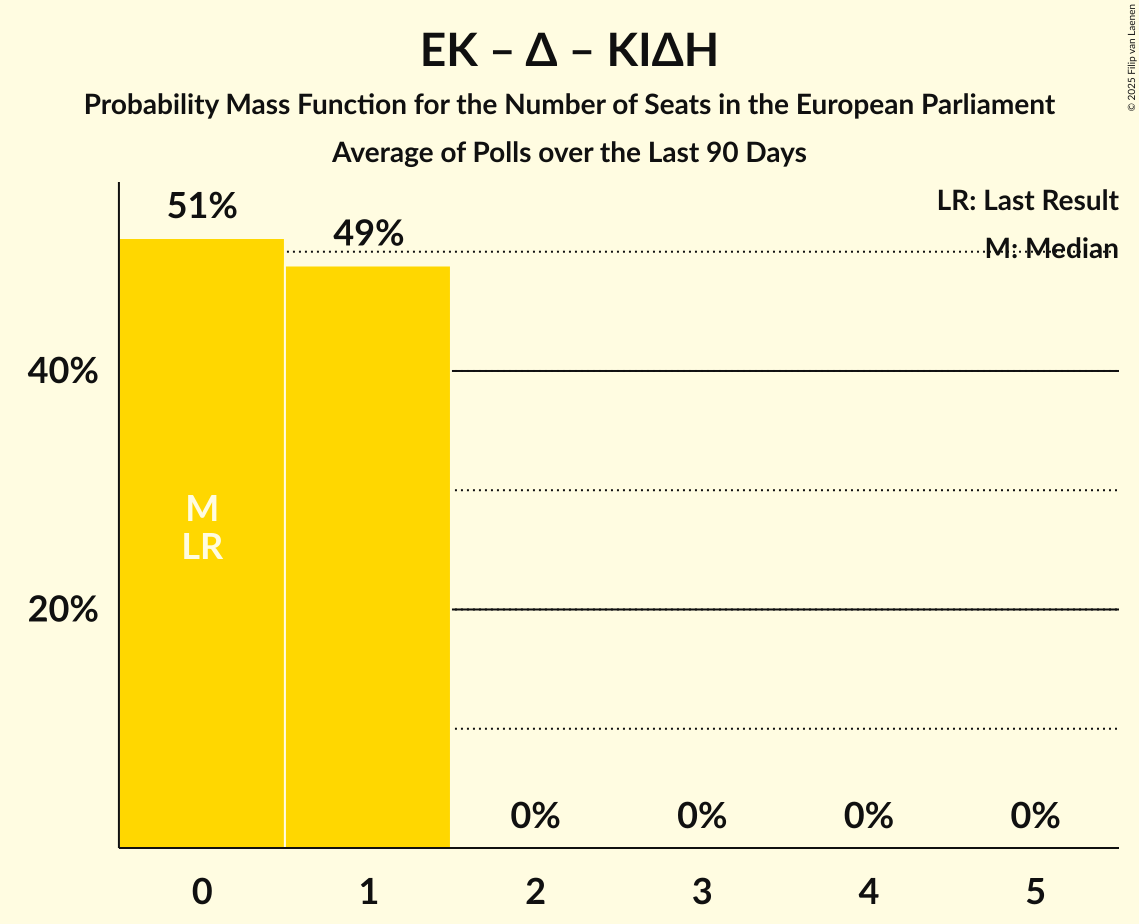 ΕΚ – Δ – ΚΙΔΗ
Probability Mass Function for the Number of Seats in the European Parliament
Average of Polls over the Last 90 Days
© 2025 Filip van Laenen
LR: Last Result
M: Median
51%
49%
40%
20%
M
LR
0%
0%
0%
0%
0
1
2
3
4
5